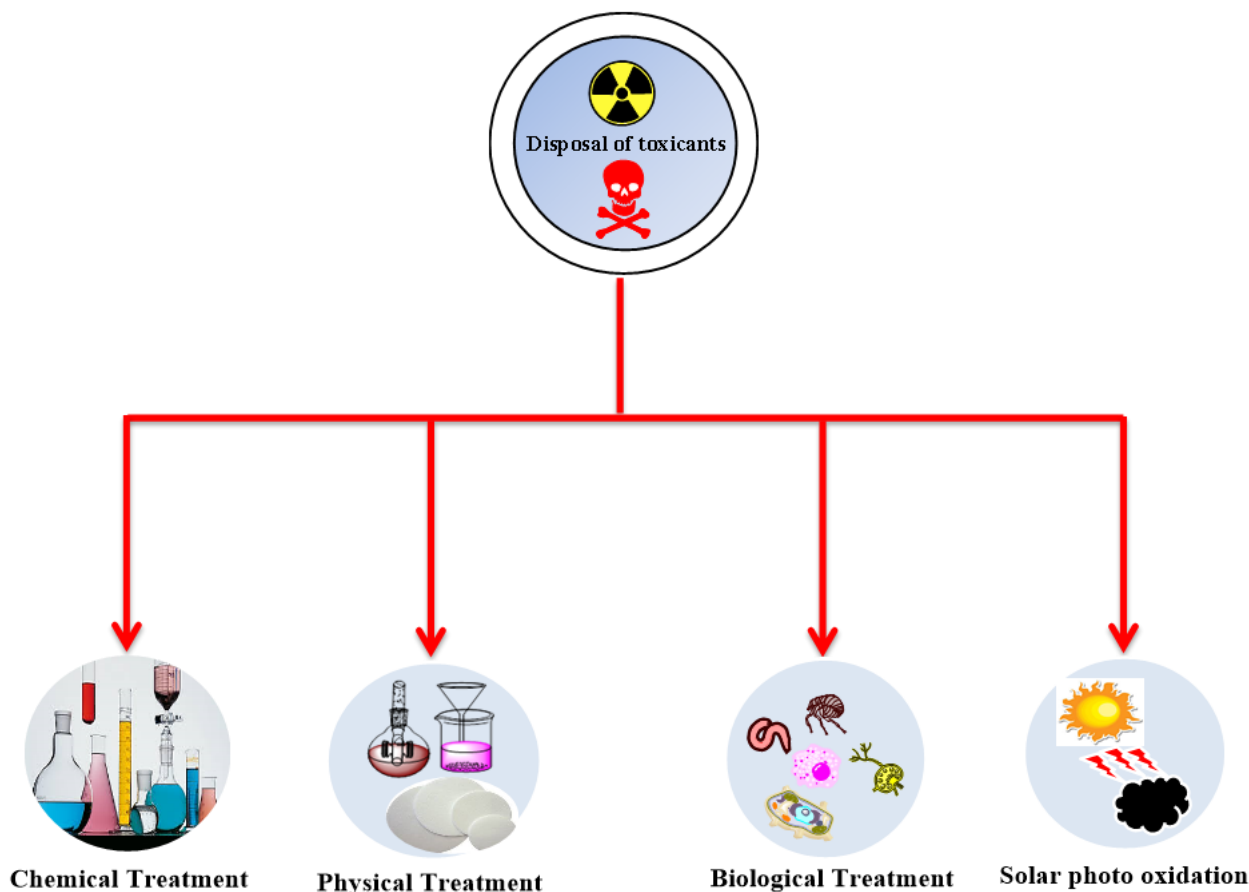 Disposal of toxicants
Chemical Treatment
Physical Treatment
Biological Treatment
Solar photo oxidation